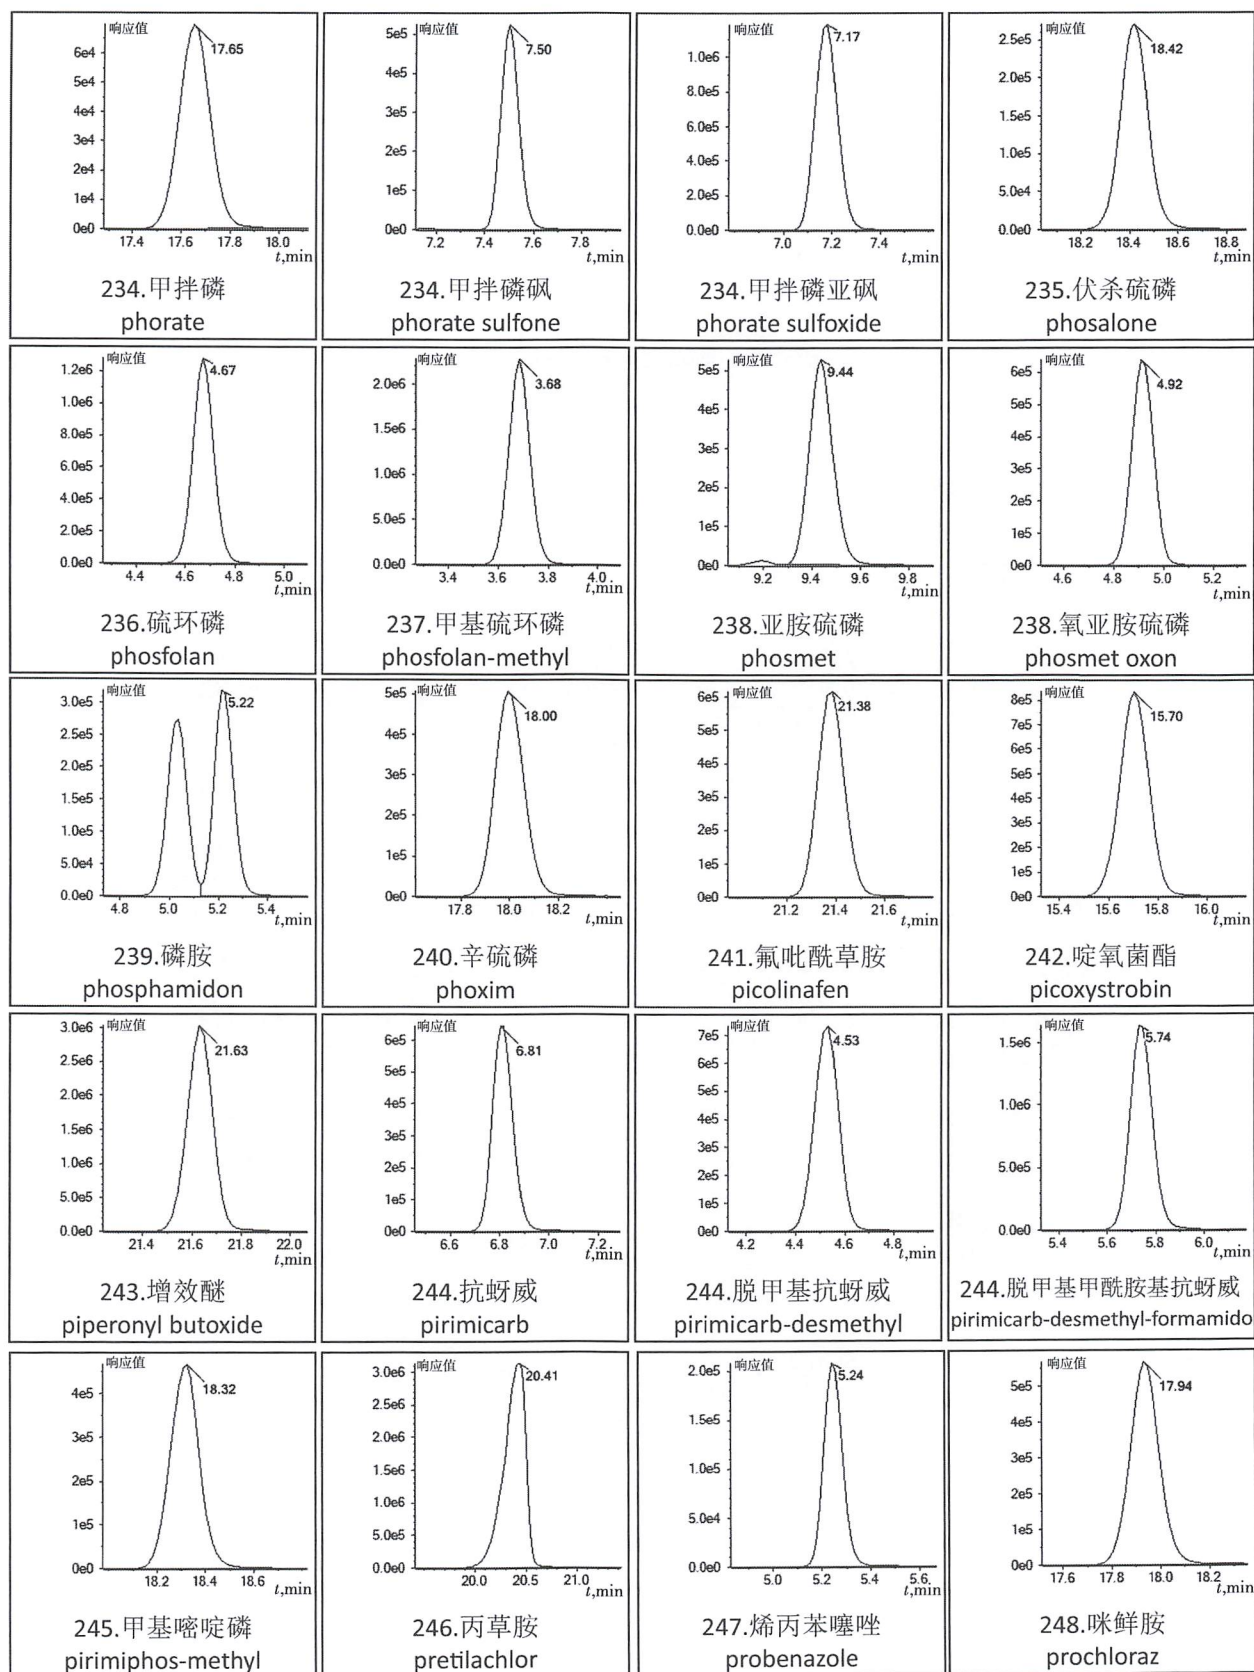 响应值
17.65
6e4
5e4
4e4
3e4
2e4
1e4
0e0
17.4 17.6 17.8 18.0
t,min
234.甲拌磷
phorate
响应值
7.50
5e5
4e5
3e5
2e5
1e5
0e0
7.2 7.4 7.6 7.8
t,min
234.甲拌磷砜
phorate sulfone
响应值
7.17
1.0e6
8.0e5
6.0e5
4.0e5
2.0e5
0.0e0
7.0 7.2 7.4
t,min
234.甲拌磷亚砜
phorate sulfoxide
响应值
18.42
2.5e5
2.0e5
1.5e5
1.0e5
5.0e4
0.0e0
18.2 18.4 18.6 18.8
t,min
235.伏杀硫磷
phosalone
响应值
4.67
1.2e6
1.0e6
8.0e5
6.0e5
4.0e5
2.0e5
0.0e0
4.4 4.6 4.8 5.0
t,min
236.硫环磷
phosfolan
响应值
3.68
2.0e6
1.5e6
1.0e6
5.0e5
0.0e0
3.4 3.6 3.8 4.0
t,min
237.甲基硫环磷
phosfolan-methyl
响应值
9.44
5e5
4e5
3e5
2e5
1e5
0e0
9.2 9.4 9.6 9.8
t,min
238.亚胺硫磷
phosmet
响应值
4.92
6e5
5e5
4e5
3e5
2e5
1e5
0e0
4.6 4.8 5.0 5.2
t,min
238.氧亚胺硫磷
phosmet oxon
响应值
5.22
3.0e5
2.5e5
2.0e5
1.5e5
1.0e5
5.0e4
0.0e0
4.8 5.0 5.2 5.4
t,min
239.磷胺
phosphamidon
响应值
18.00
5e5
4e5
3e5
2e5
1e5
0e0
17.8 18.0 18.2
t,min
240.辛硫磷
phoxim
响应值
21.38
6e5
5e5
4e5
3e5
2e5
1e5
0e0
21.2 21.4 21.6
t,min
241.氟吡酰草胺
picolinafen
响应值
15.70
8e5
7e5
6e5
5e5
4e5
3e5
2e5
1e5
0e0
15.4 15.6 15.8 16.0
t,min
242.啶氧菌酯
picoxystrobin
响应值
21.63
3.0e6
2.5e6
2.0e6
1.5e6
1.0e6
5.0e5
0.0e0
21.4 21.6 21.8 22.0
t,min
243.增效醚
piperonyl butoxide
响应值
6.81
6e5
5e5
4e5
3e5
2e5
1e5
0e0
6.6 6.8 7.0 7.2
t,min
244.抗蚜威
pirimicarb
响应值
4.53
7e5
6e5
5e5
4e5
3e5
2e5
1e5
0e0
4.2 4.4 4.6 4.8
t,min
244.脱甲基抗蚜威
pirimicarb-desmethyl
响应值
5.74
1.5e6
1.0e6
5.0e5
0.0e0
5.4 5.6 5.8 6.0
t,min
244.脱甲基甲酰胺基抗蚜威
pirimicarb-desmethyl-formamido
响应值
18.32
4e5
3e5
2e5
1e5
0e0
18.2 18.4 18.6
t,min
245.甲基嘧啶磷
pirimiphos-methyl
响应值
20.41
3.0e6
2.5e6
2.0e6
1.5e6
1.0e6
5.0e5
0.0e0
20.0 20.5 21.0
t,min
246.丙草胺
pretilachlor
响应值
5.24
2.0e5
1.5e5
1.0e5
5.0e4
0.0e0
5.0 5.2 5.4 5.6
t,min
247.烯丙苯噻唑
probenazole
响应值
17.94
5e5
4e5
3e5
2e5
1e5
0e0
17.6 17.8 18.0 18.2
t,min
248.咪鲜胺
prochloraz